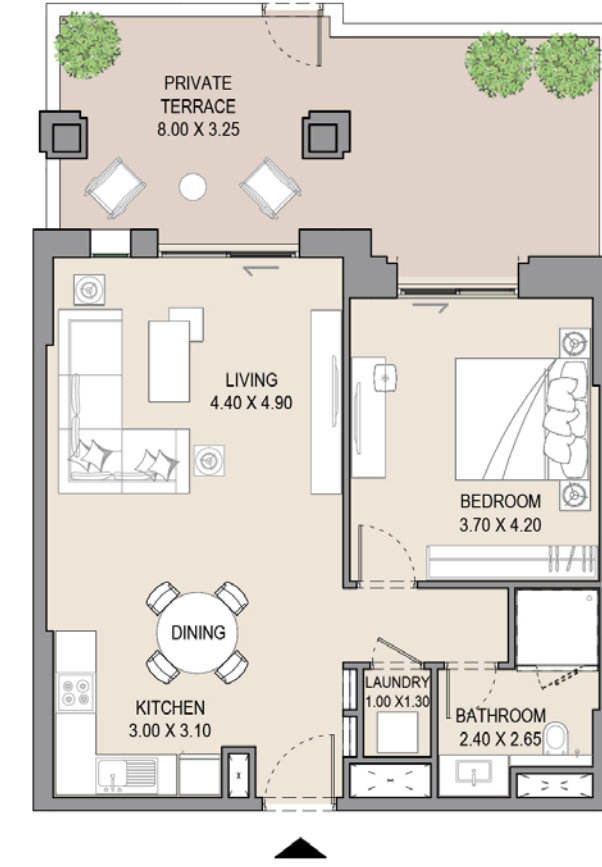 PRIVATE
TERRACE
8.00 X 3.25
LIVING
4.40 X 4.90
BEDROOM
3.70 X 4.20
DINING
KITCHEN
3.00 X 3.10
LAUNDRY
1.00 X1.30
BATHROOM
2.40 X 2.65